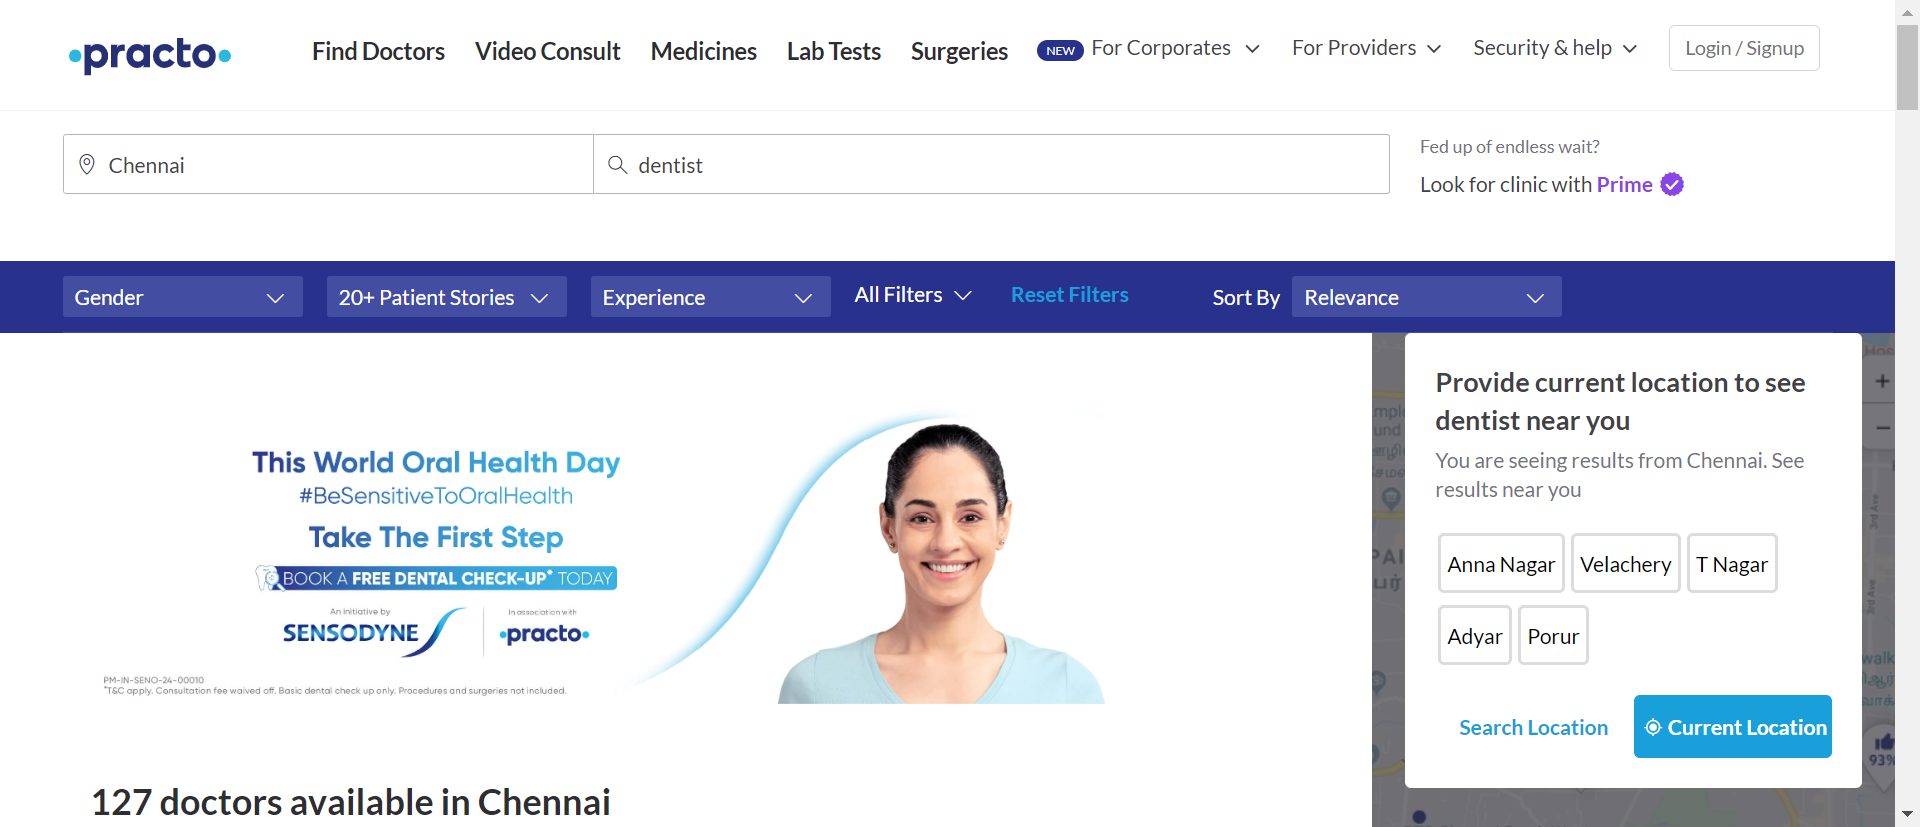 practo
Find Doctors
Video Consult
Medicines
Lab Tests
Surgeries
NEW For Corporates
For Providers
Security & help
Login / Signup
Chennai
dentist
Fed up of endless wait?
Look for clinic with Prime
Gender
20+ Patient Stories
Experience
All Filters
Reset Filters
Sort By
Relevance
This World Oral Health Day
#BeSensitiveToOralHealth
Take The First Step
BOOK A FREE DENTAL CHECK-UP* TODAY
An initiative by
SENSODYNE
In association with
practo
PM-IN-SENO-24-00010
*T&C apply. Consultation fee waived off. Basic dental check up only. Procedures and surgeries not included.
127 doctors available in Chennai
Provide current location to see
dentist near you
You are seeing results from Chennai. See
results near you
Anna Nagar
Velachery
T Nagar
Adyar
Porur
Search Location
Current Location
3rd Ave
3rd Ave
93%